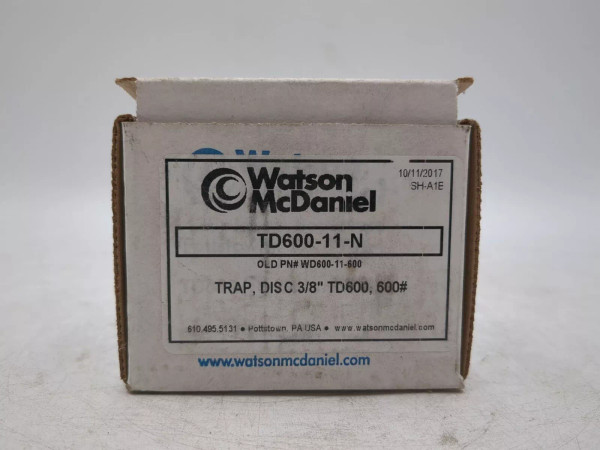 Watson
McDaniel
10/11/2017
SH-A1E
TD600-11-N
OLD PN# WD600-11-600
TRAP, DISC 3/8" TD600, 600#
610.495.5131 ● Pottstown, PA USA ● www.watsonmcdaniel.com
www.watsonmcdaniel.com